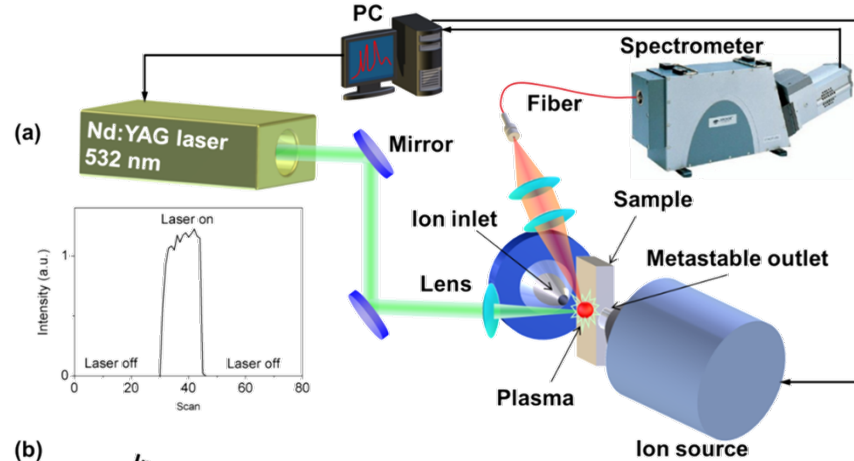 PC
Spectrometer
(a)
Nd:YAG laser
532 nm
Mirror
Fiber
Sample
Ion inlet
Metastable outlet
Lens
Plasma
Ion source
Laser on
1
Intensity (a.u.)
Laser off
Laser off
0
0
20
40
60
80
Scan
(b)